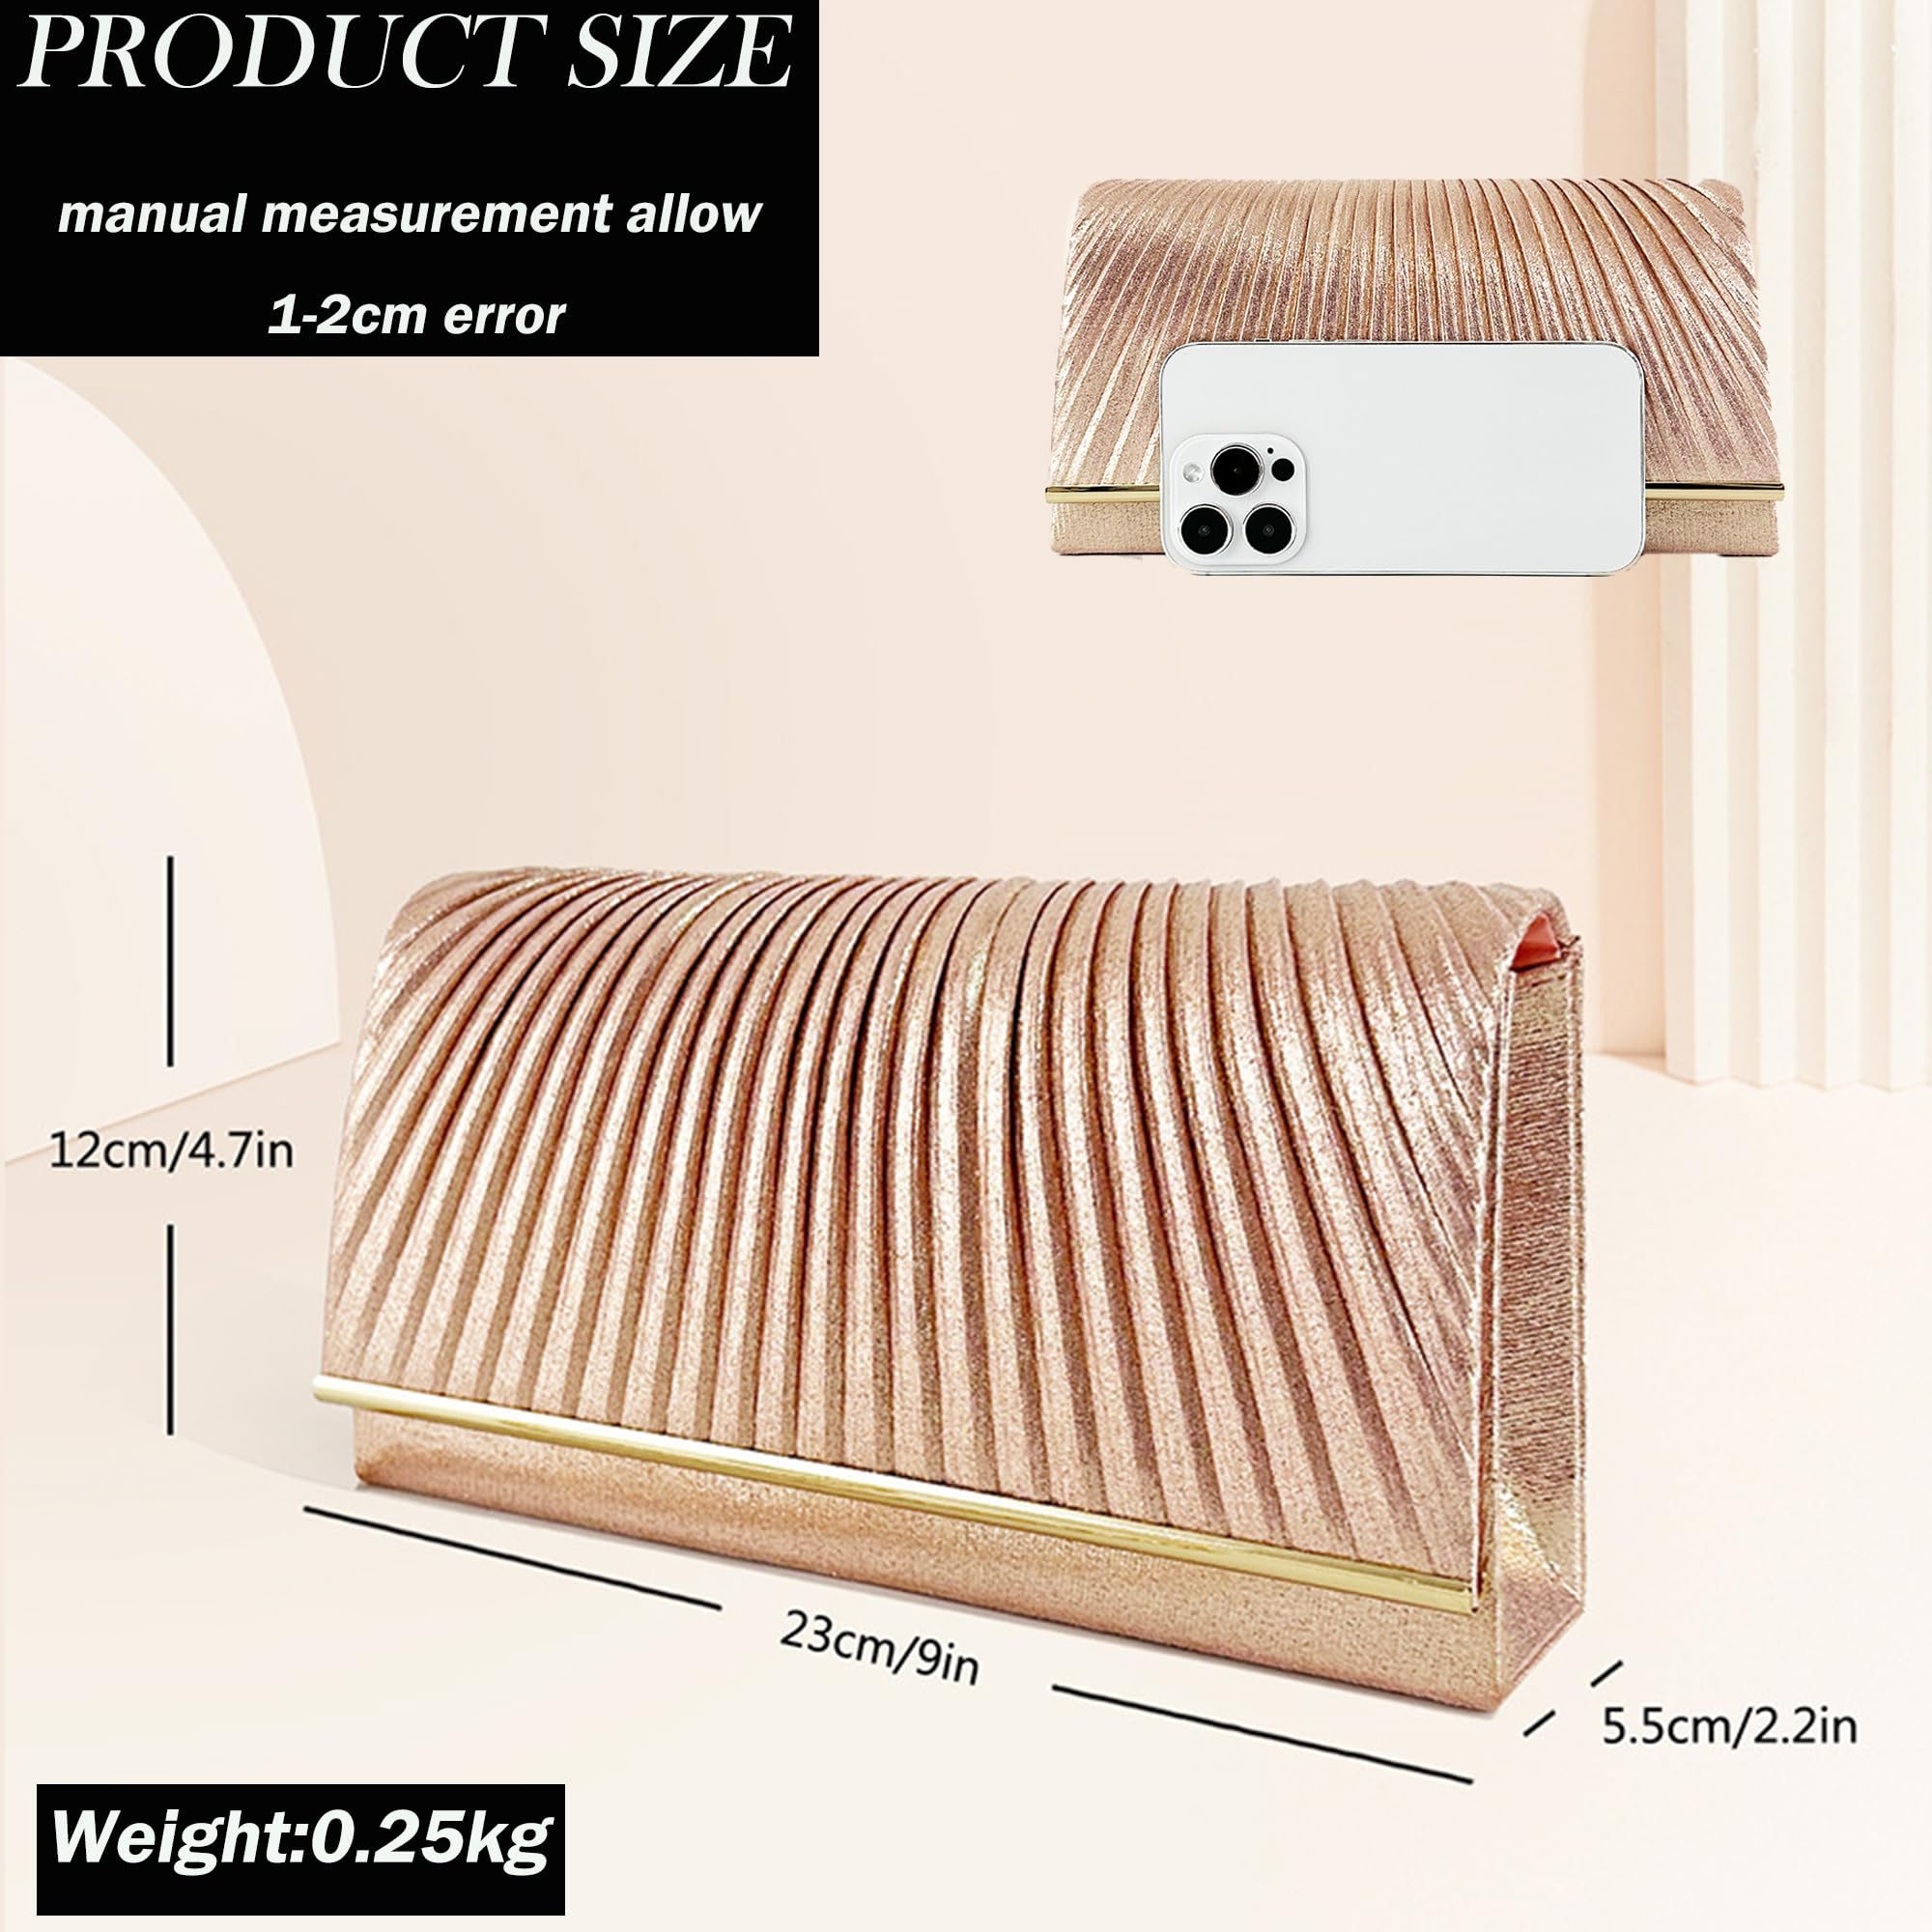 PRODUCT SIZE
manual measurement allow
1-2cm error
12cm/4.7in
23cm/9in
5.5cm/2.2in
Weight:0.25kg